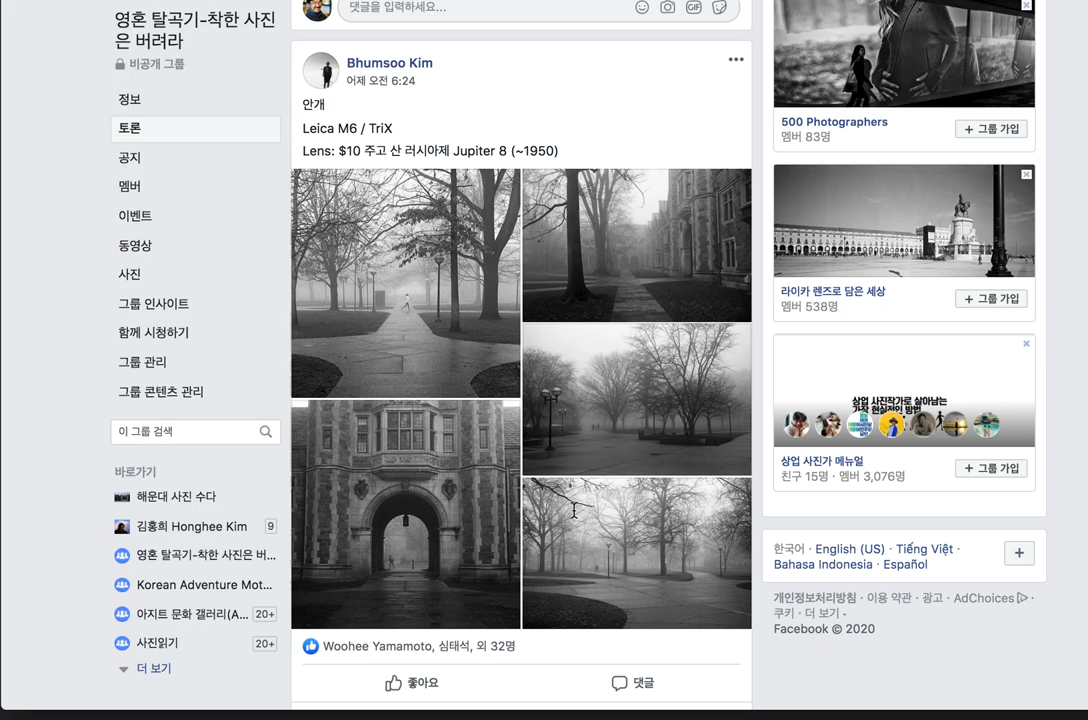 영혼 탈곡기-착한 사진
은 버려라
비공개 그룹
정보
토론
공지
멤버
이벤트
동영상
사진
그룹 인사이트
함께 시청하기
그룹 관리
그룹 콘텐츠 관리
이 그룹 검색
바로가기
해운대 사진 수다
김홍희 Honghee Kim 9
영혼 탈곡기-착한 사진은 버...
Korean Adventure Mot...
아지트 문화 갤러리(A... 20+
사진읽기 20+
더 보기
댓글을 입력하세요...
GIF
Bhumsoo Kim
어제 오전 6:24
안개
Leica M6 / TriX
Lens: $10 주고 산 러시아제 Jupiter 8 (~1950)
Woohee Yamamoto, 심태석, 외 32명
좋아요
댓글
500 Photographers
멤버 83명
+ 그룹 가입
라이카 렌즈로 담은 세상
멤버 538명
+ 그룹 가입
상업 사진작가로 살아남는
가장 현실적인 방법
상업 사진가 메뉴얼
친구 15명 · 멤버 3,076명
+ 그룹 가입
한국어 · English (US) · Tiếng Việt ·
Bahasa Indonesia · Español
개인정보처리방침 · 이용 약관 · 광고 · AdChoices ·
쿠키 · 더 보기
Facebook © 2020